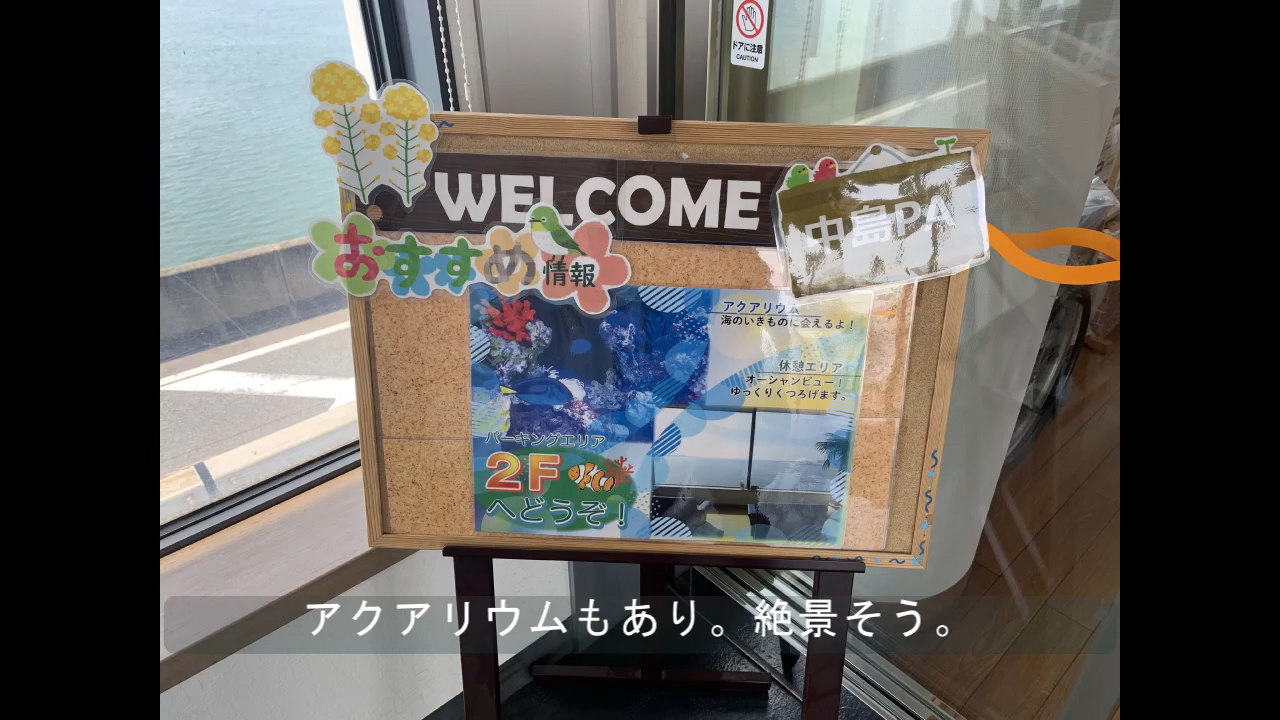 ドアに注意
CAUTION
WELCOME
中島PA
おすすめ情報
アクアリウム
海のいきものに会えるよ！
休憩エリア
オーシャンビュー！
ゆっくりくつろげます。
パーキングエリア
2F
へどうぞ！
アクアリウムもあり。絶景そう。